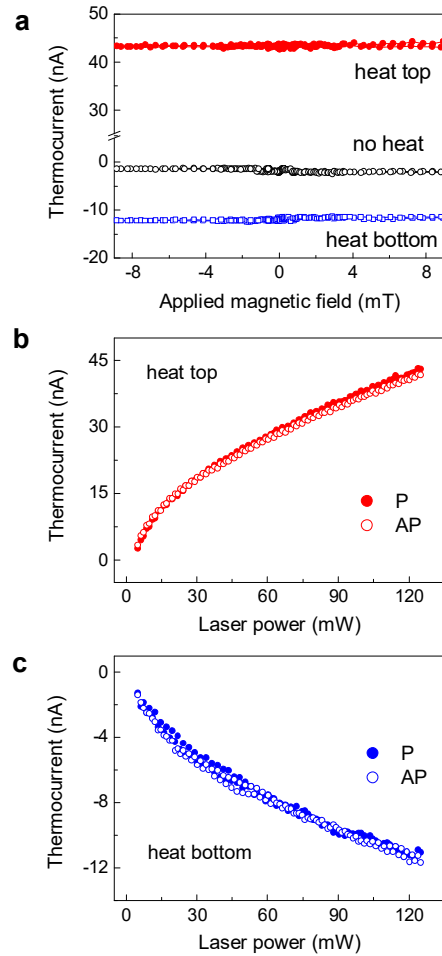 a
50
40
0
-10
-20
Thermocurrent (nA)
heat top
no heat
heat bottom
-8 -4 0 4 8
Applied magnetic field (mT)
b
45
30
15
0
Thermocurrent (nA)
heat top
P
AP
0 30 60 90 120
Laser power (mW)
c
0
-4
-8
-12
Thermocurrent (nA)
P
AP
heat bottom
0 30 60 90 120
Laser power (mW)